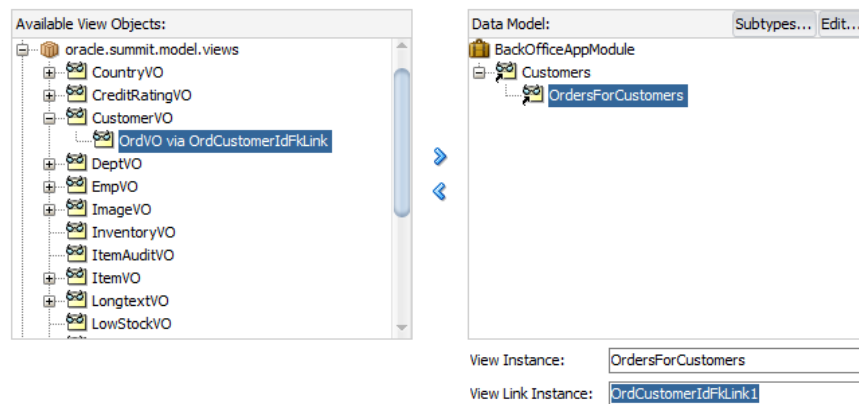 Available View Objects:
oracle.summit.model.views
CountryVO
CreditRatingVO
CustomerVO
OrdVO via OrdCustomerIdFkLink
DeptVO
EmpVO
ImageVO
InventoryVO
ItemAuditVO
ItemVO
LongtextVO
LowStockVO
Data Model:
Subtypes... Edit...
BackOfficeAppModule
Customers
OrdersForCustomers
View Instance: OrdersForCustomers
View Link Instance: OrdCustomerIdFkLink1